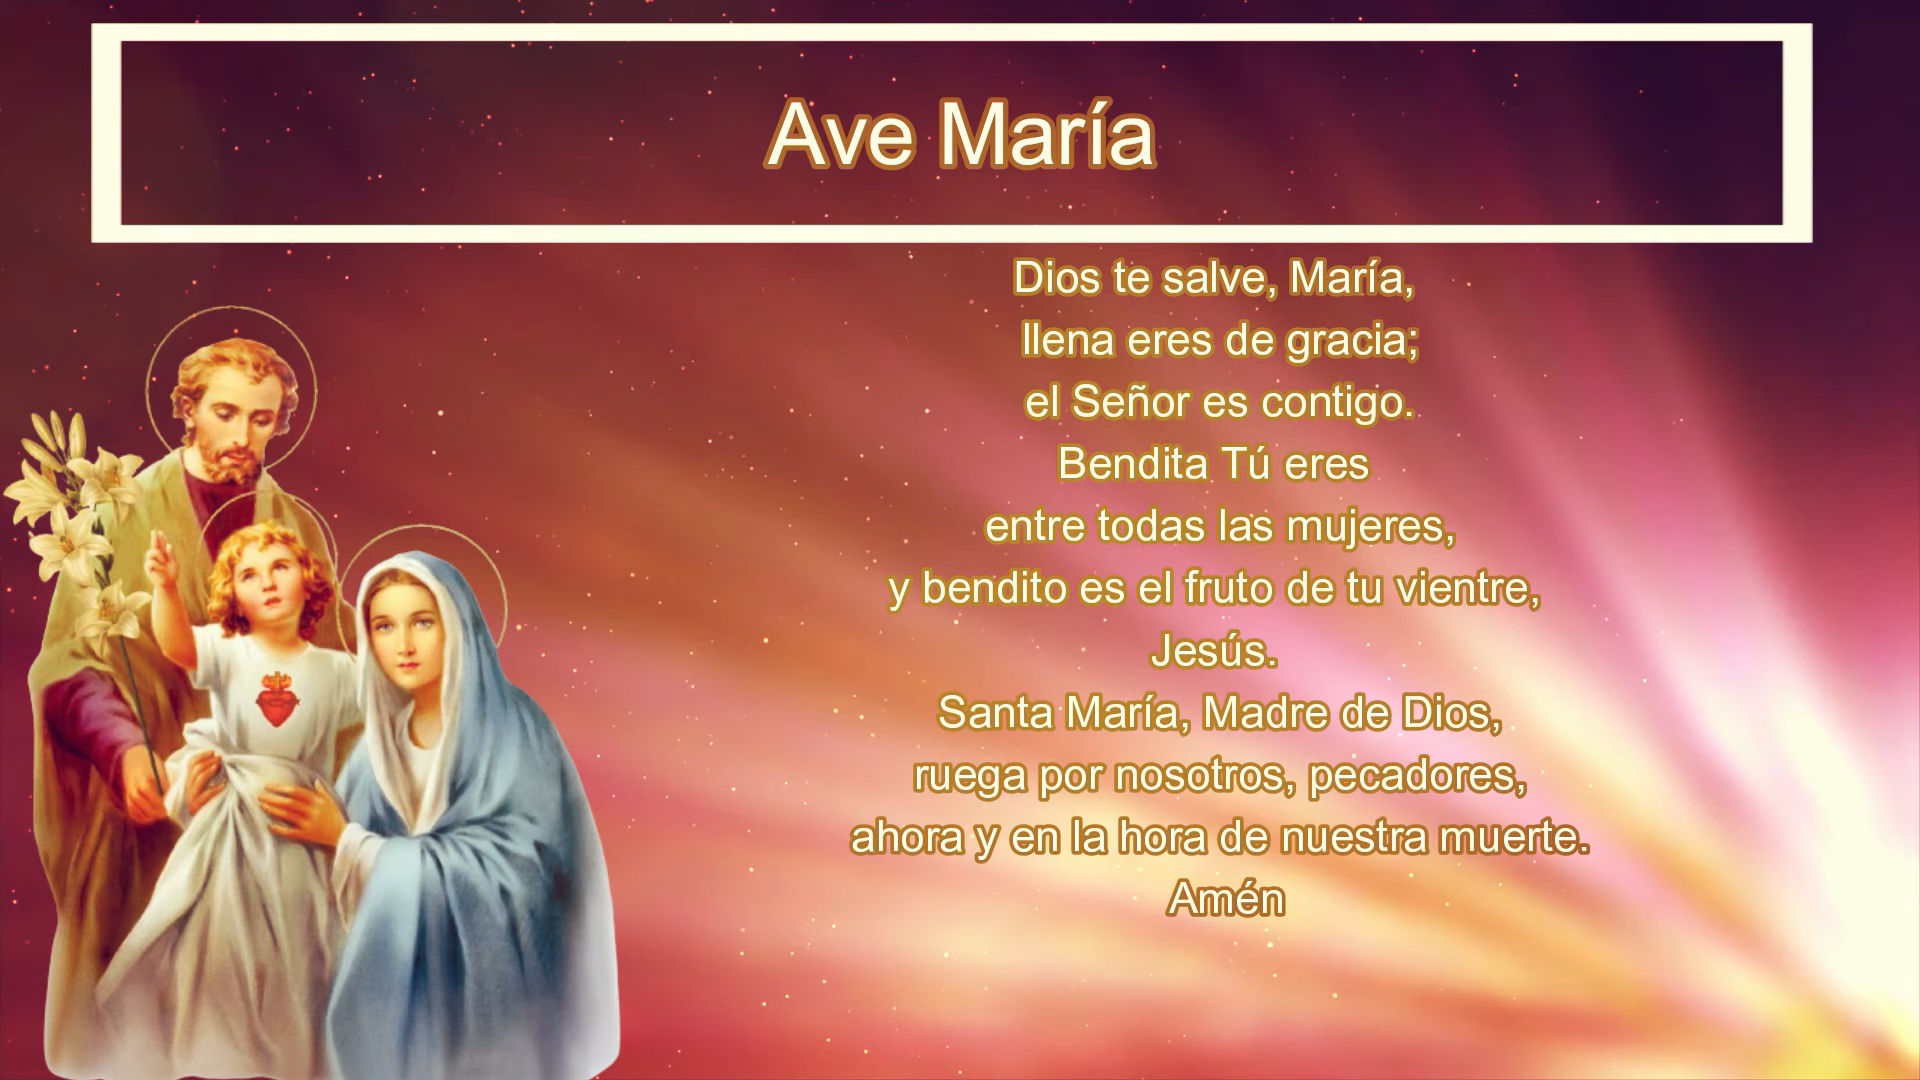 Ave María
Dios te salve, María,
llena eres de gracia;
el Señor es contigo.
Bendita Tú eres
entre todas las mujeres,
y bendito es el fruto de tu vientre,
Jesús.
Santa María, Madre de Dios,
ruega por nosotros, pecadores,
ahora y en la hora de nuestra muerte.
Amén